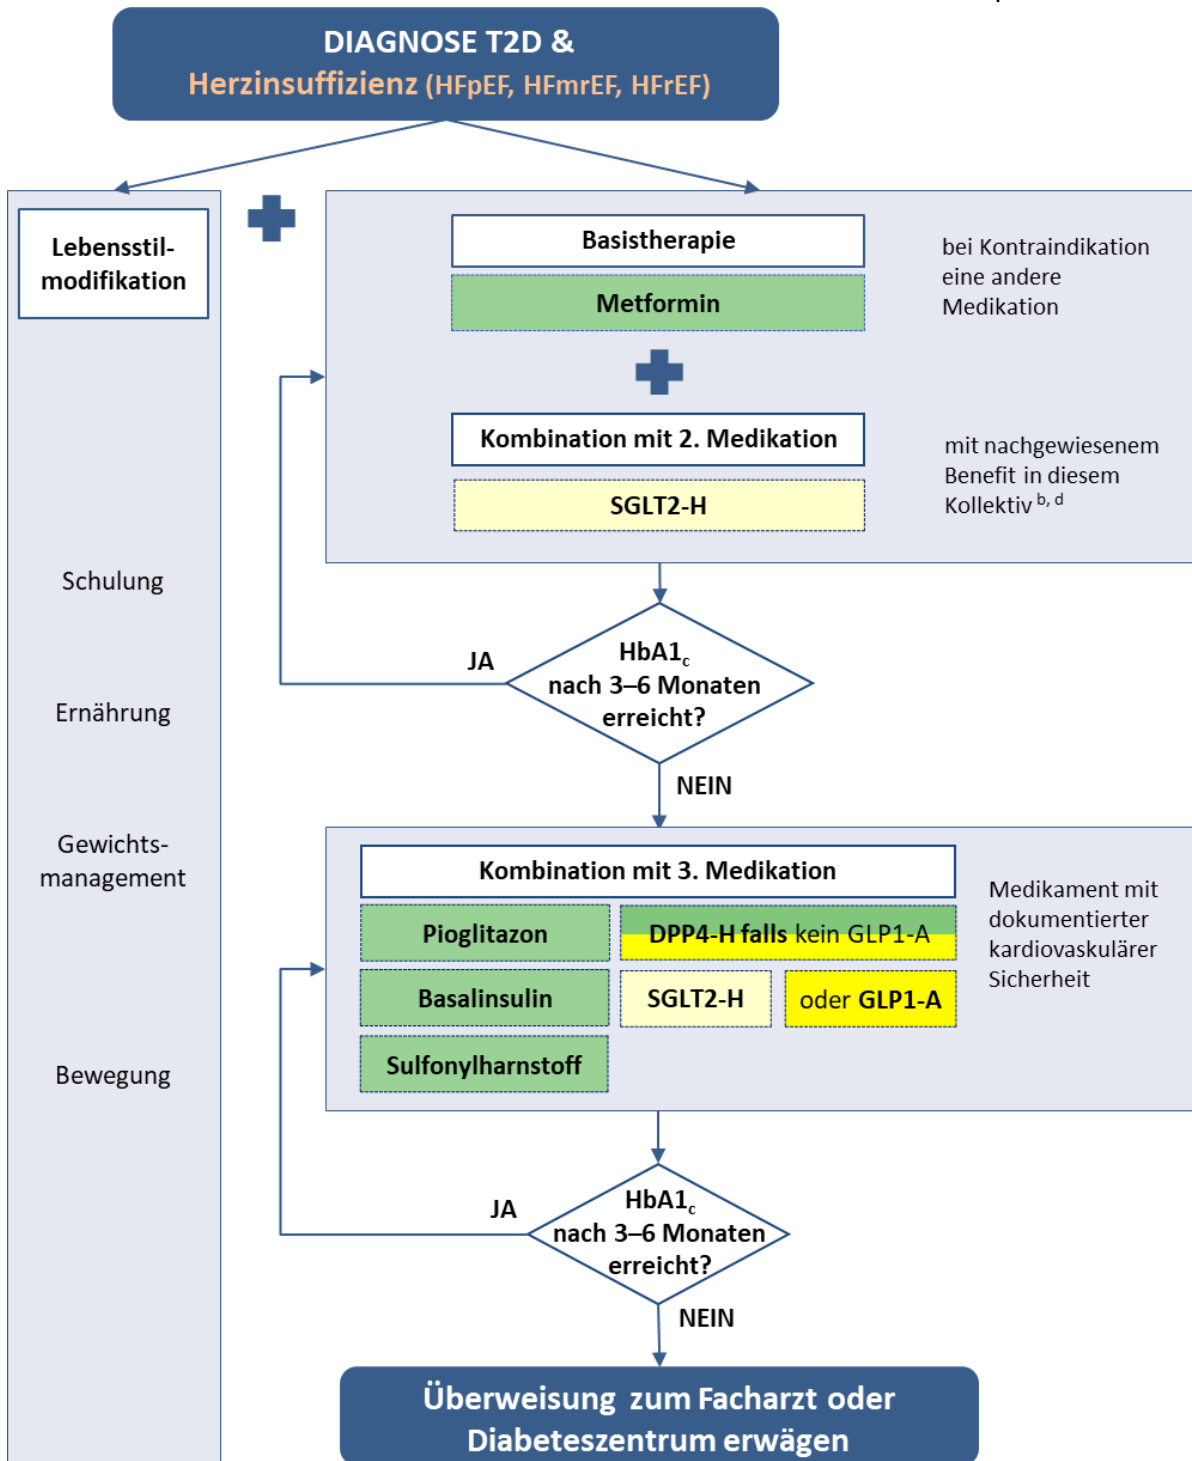 DIAGNOSE T2D &
Herzinsuffizienz (HFpEF, HFmrEF, HFrEF)
Lebensstil-
modifikation
Schulung
Ernährung
Gewichts-
management
Bewegung
Basistherapie
Metformin
bei Kontraindikation
eine andere
Medikation
Kombination mit 2. Medikation
SGLT2-H
mit nachgewiesenem
Benefit in diesem
Kollektiv b, d
HbA1c
nach 3–6 Monaten
erreicht?
JA
NEIN
Kombination mit 3. Medikation
Pioglitazon
DPP4-H falls kein GLP1-A
Basalinsulin
SGLT2-H
oder GLP1-A
Sulfonylharnstoff
Medikament mit
dokumentierter
kardiovaskulärer
Sicherheit
HbA1c
nach 3–6 Monaten
erreicht?
JA
NEIN
Überweisung zum Facharzt oder
Diabeteszentrum erwägen